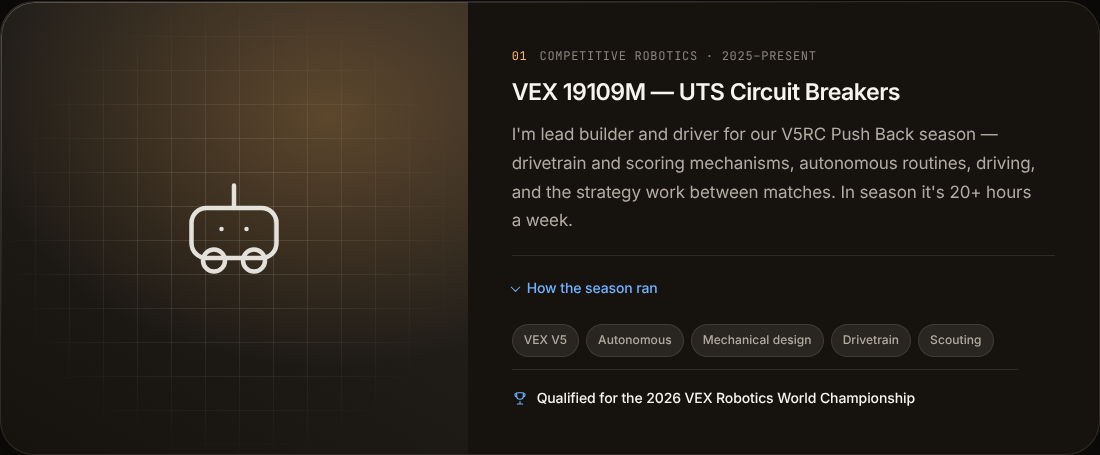 01 COMPETITIVE ROBOTICS · 2025–PRESENT
VEX 19109M — UTS Circuit Breakers
I'm lead builder and driver for our V5RC Push Back season —
drivetrain and scoring mechanisms, autonomous routines, driving,
and the strategy work between matches. In season it's 20+ hours
a week.
How the season ran
VEX V5 Autonomous Mechanical design Drivetrain Scouting
Qualified for the 2026 VEX Robotics World Championship